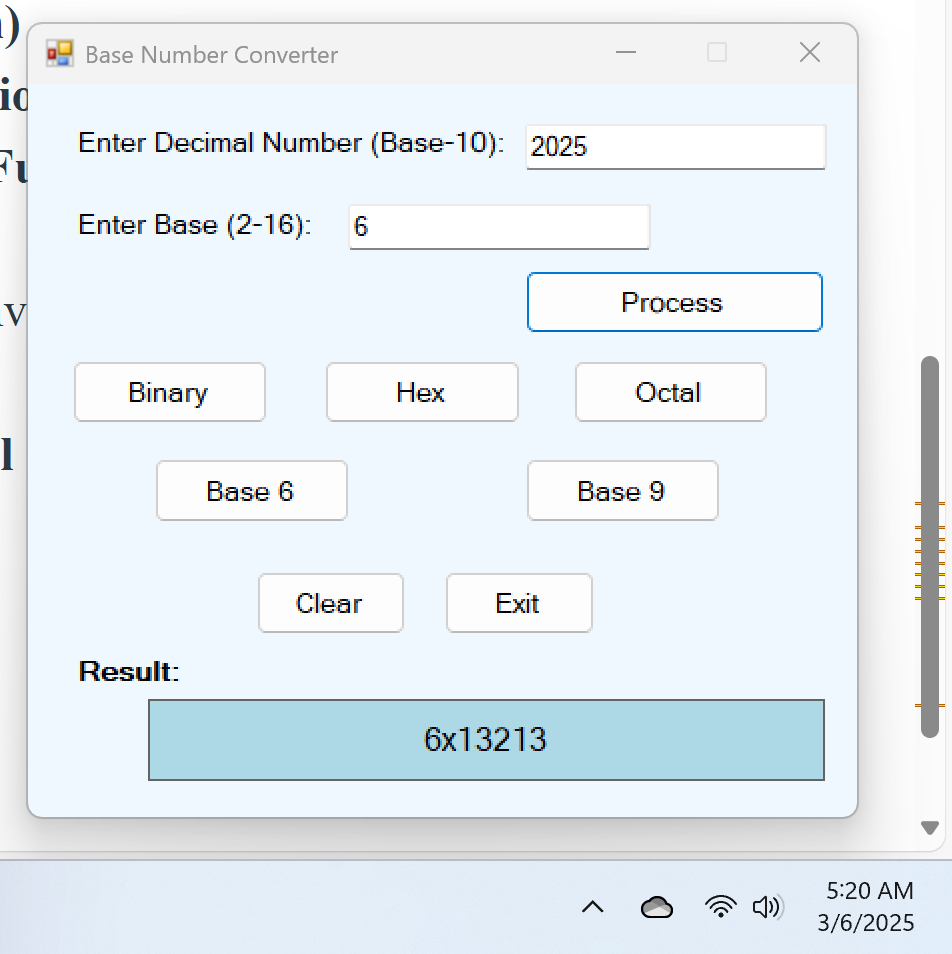 Base Number Converter
Enter Decimal Number (Base-10): 2025
Enter Base (2-16): 6
Process
Binary Hex Octal
Base 6 Base 9
Clear Exit
Result:
6x13213
5:20 AM
3/6/2025